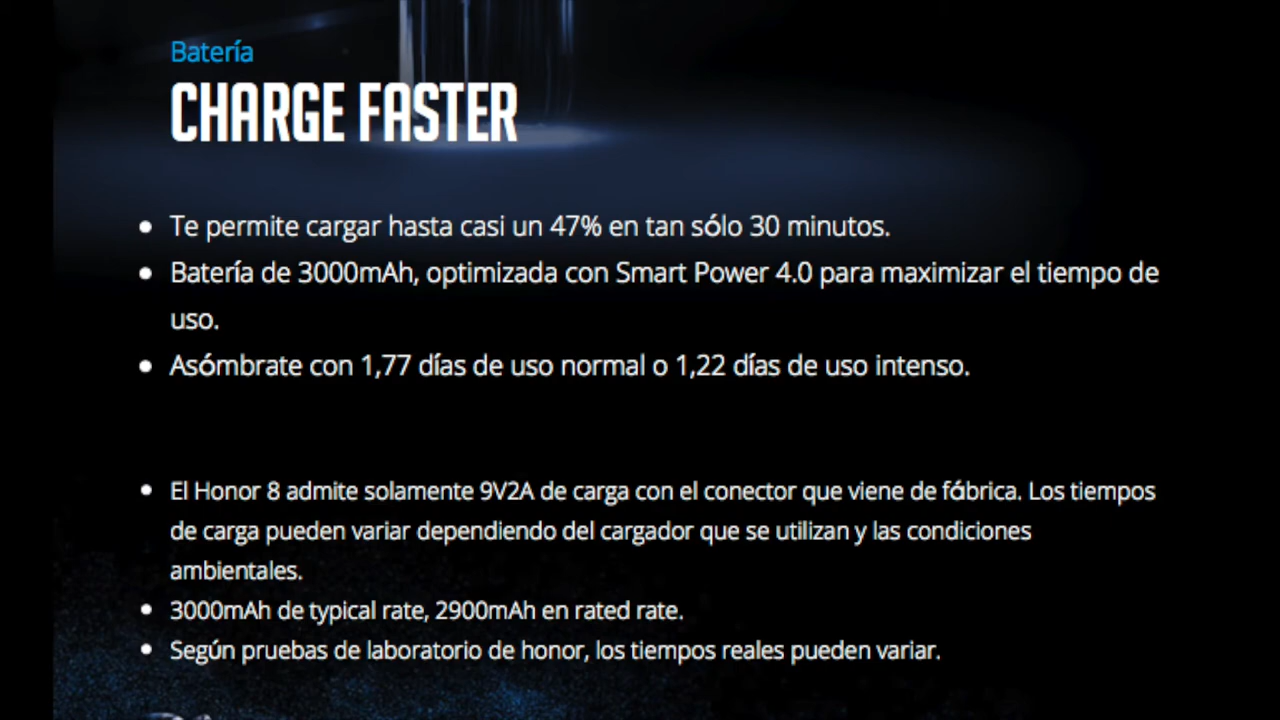 Batería
CHARGE FASTER
• Te permite cargar hasta casi un 47% en tan sólo 30 minutos.
• Batería de 3000mAh, optimizada con Smart Power 4.0 para maximizar el tiempo de
uso.
• Asómbrate con 1,77 días de uso normal o 1,22 días de uso intenso.
• El Honor 8 admite solamente 9V2A de carga con el conector que viene de fábrica. Los tiempos
de carga pueden variar dependiendo del cargador que se utilizan y las condiciones
ambientales.
• 3000mAh de typical rate, 2900mAh en rated rate.
• Según pruebas de laboratorio de honor, los tiempos reales pueden variar.